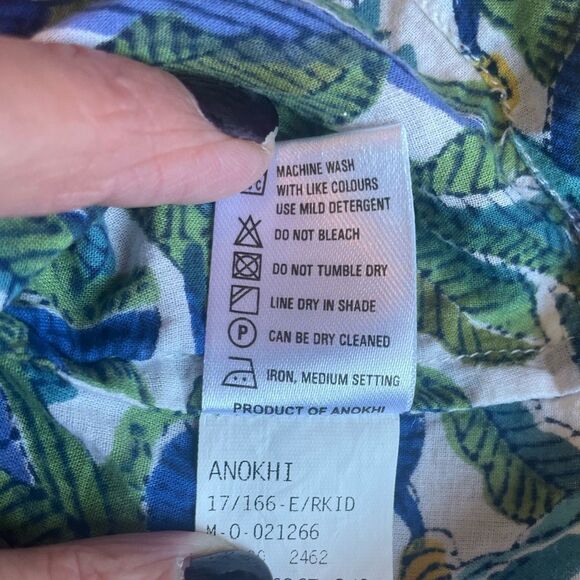 MACHINE WASH
WITH LIKE COLOURS
USE MILD DETERGENT
DO NOT BLEACH
DO NOT TUMBLE DRY
LINE DRY IN SHADE
P CAN BE DRY CLEANED
IRON, MEDIUM SETTING
PRODUCT OF ANOKHI
ANOKHI
17/166-E/RKID
M-O-021266
2462